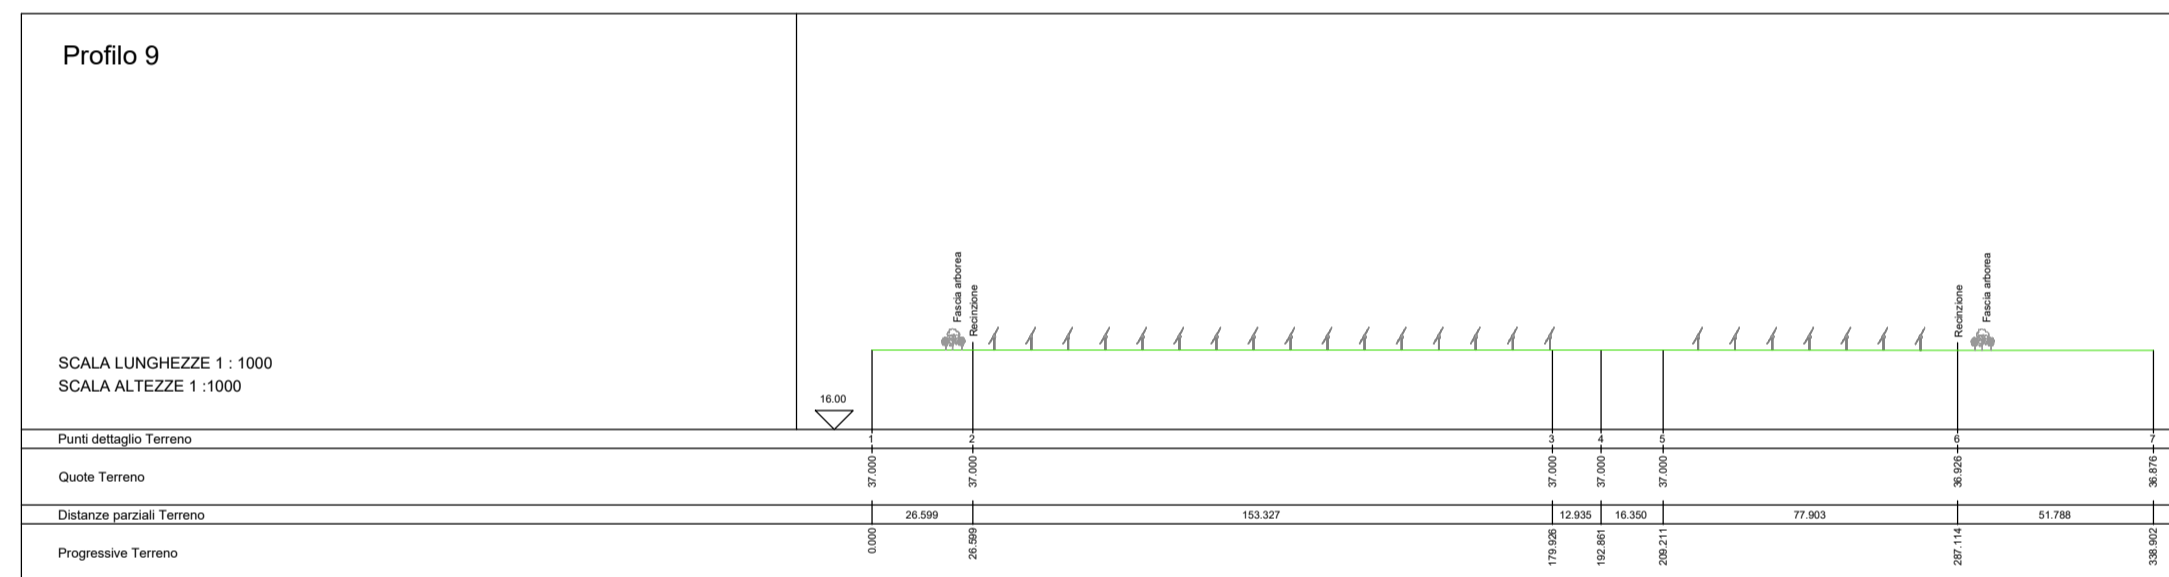 Profilo 9
Fascia arborea
Recinzione
Recinzione
Fascia arborea
SCALA LUNGHEZZE 1 : 1000
SCALA ALTEZZE 1 :1000
16.00
Punti dettaglio Terreno 1 2 3 4 5 6 7
Quote Terreno 37.000 37.000 37.000 37.000 37.000 36.926 36.876
Distanze parziali Terreno 26.599 153.327 12.935 16.350 77.903 51.788
Progressive Terreno 0.000 26.599 179.926 192.861 209.211 287.114 338.902